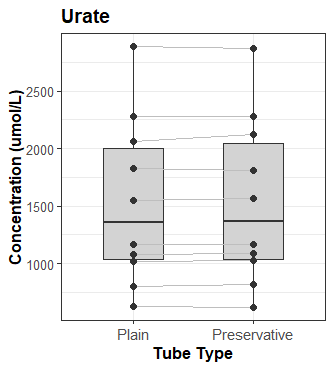 Urate
Concentration (umol/L)
2500
2000
1500
1000
Plain
Preservative
Tube Type